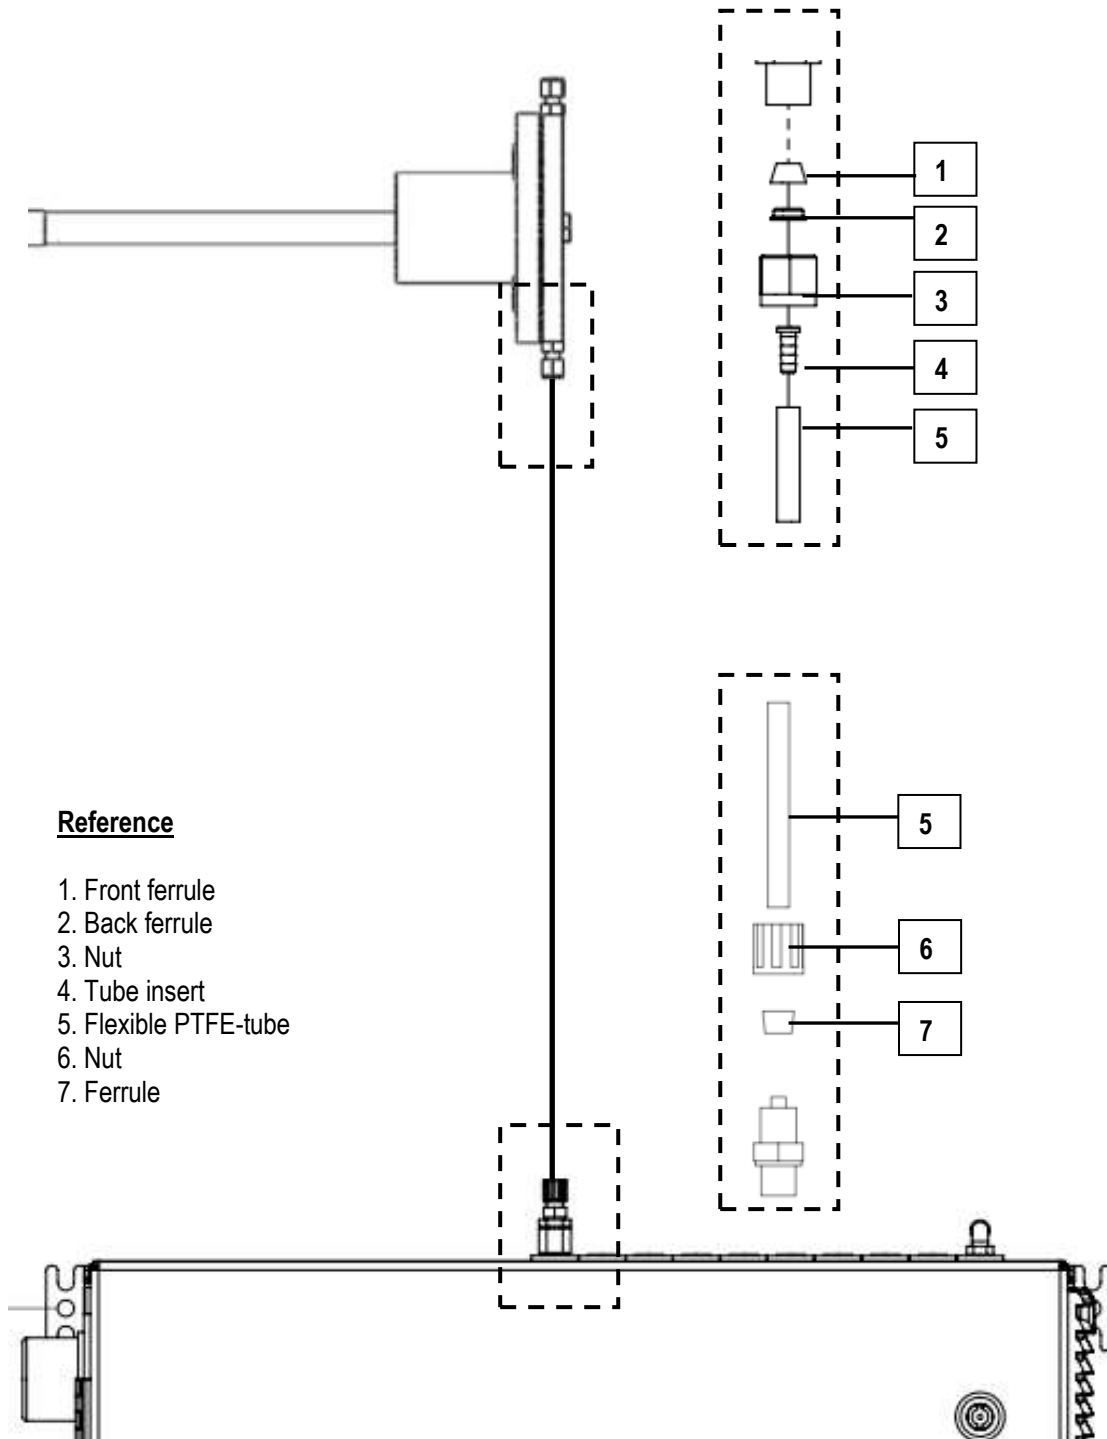 1
2
3
4
5
5
6
7
Reference
1. Front ferrule
2. Back ferrule
3. Nut
4. Tube insert
5. Flexible PTFE-tube
6. Nut
7. Ferrule